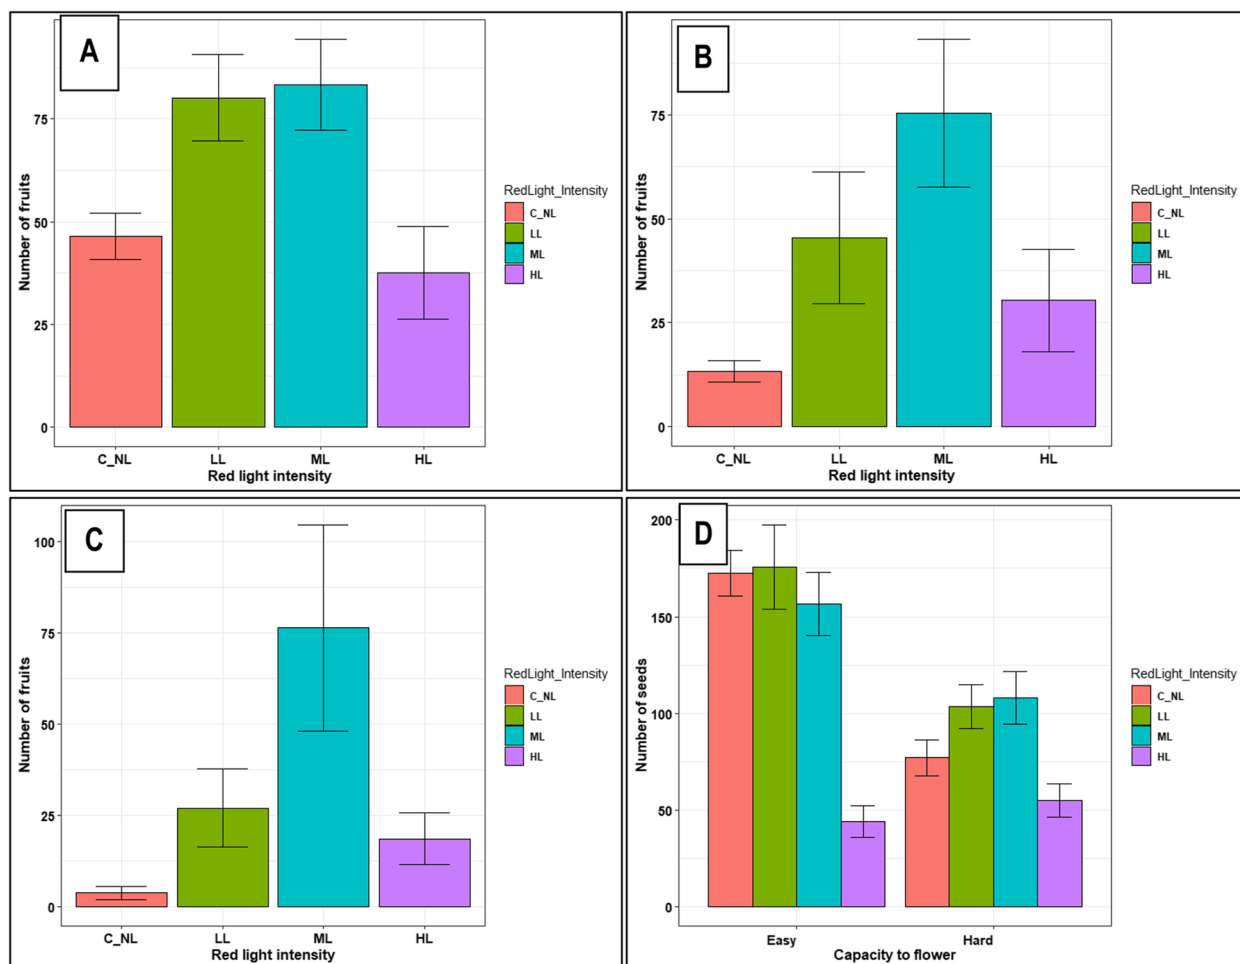 A
Number of fruits
75
50
25
0
C_NL
LL
ML
HL
Red light intensity
RedLight_Intensity
C_NL
LL
ML
HL
B
Number of fruits
75
50
25
0
C_NL
LL
ML
HL
Red light intensity
RedLight_Intensity
C_NL
LL
ML
HL
C
Number of fruits
100
75
50
25
0
C_NL
LL
ML
HL
Red light intensity
RedLight_Intensity
C_NL
LL
ML
HL
D
Number of seeds
200
150
100
50
0
Easy
Hard
Capacity to flower
RedLight_Intensity
C_NL
LL
ML
HL